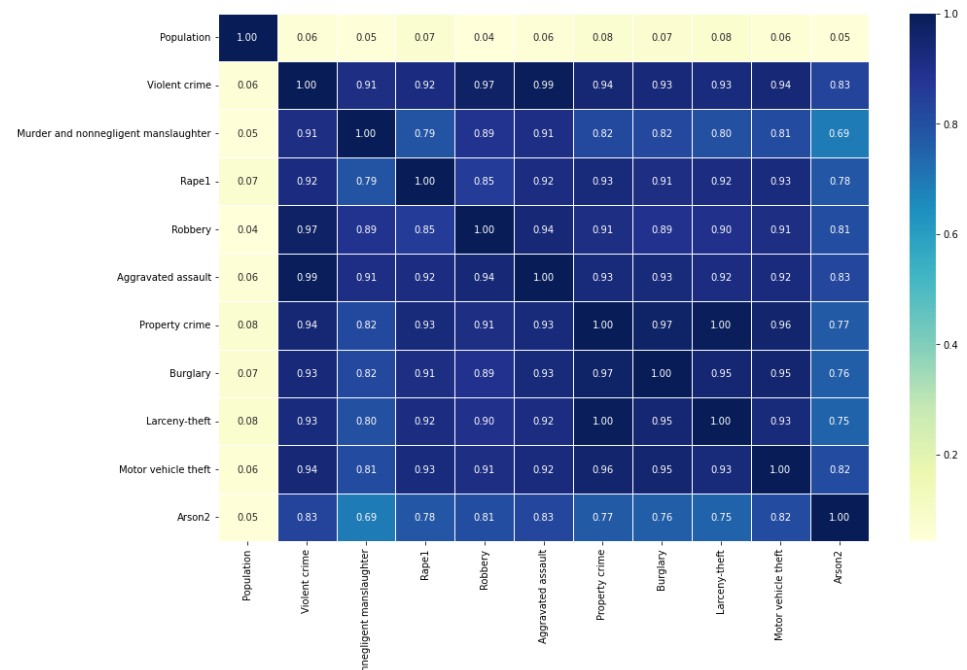 Population 1.00 0.06 0.05 0.07 0.04 0.06 0.08 0.07 0.08 0.06 0.05
Violent crime 0.06 1.00 0.91 0.92 0.97 0.99 0.94 0.93 0.93 0.94 0.83
Murder and nonnegligent manslaughter 0.05 0.91 1.00 0.79 0.89 0.91 0.82 0.82 0.80 0.81 0.69
Rape1 0.07 0.92 0.79 1.00 0.85 0.92 0.93 0.91 0.92 0.93 0.78
Robbery 0.04 0.97 0.89 0.85 1.00 0.94 0.91 0.89 0.90 0.91 0.81
Aggravated assault 0.06 0.99 0.91 0.92 0.94 1.00 0.93 0.93 0.92 0.92 0.83
Property crime 0.08 0.94 0.82 0.93 0.91 0.93 1.00 0.97 1.00 0.96 0.77
Burglary 0.07 0.93 0.82 0.91 0.89 0.93 0.97 1.00 0.95 0.95 0.76
Larceny-theft 0.08 0.93 0.80 0.92 0.90 0.92 1.00 0.95 1.00 0.93 0.75
Motor vehicle theft 0.06 0.94 0.81 0.93 0.91 0.92 0.96 0.95 0.93 1.00 0.82
Arson2 0.05 0.83 0.69 0.78 0.81 0.83 0.77 0.76 0.75 0.82 1.00
Population
Violent crime
nnegligent manslaughter
Rape1
Robbery
Aggravated assault
Property crime
Burglary
Larceny-theft
Motor vehicle theft
Arson2
1.0
0.8
0.6
0.4
0.2